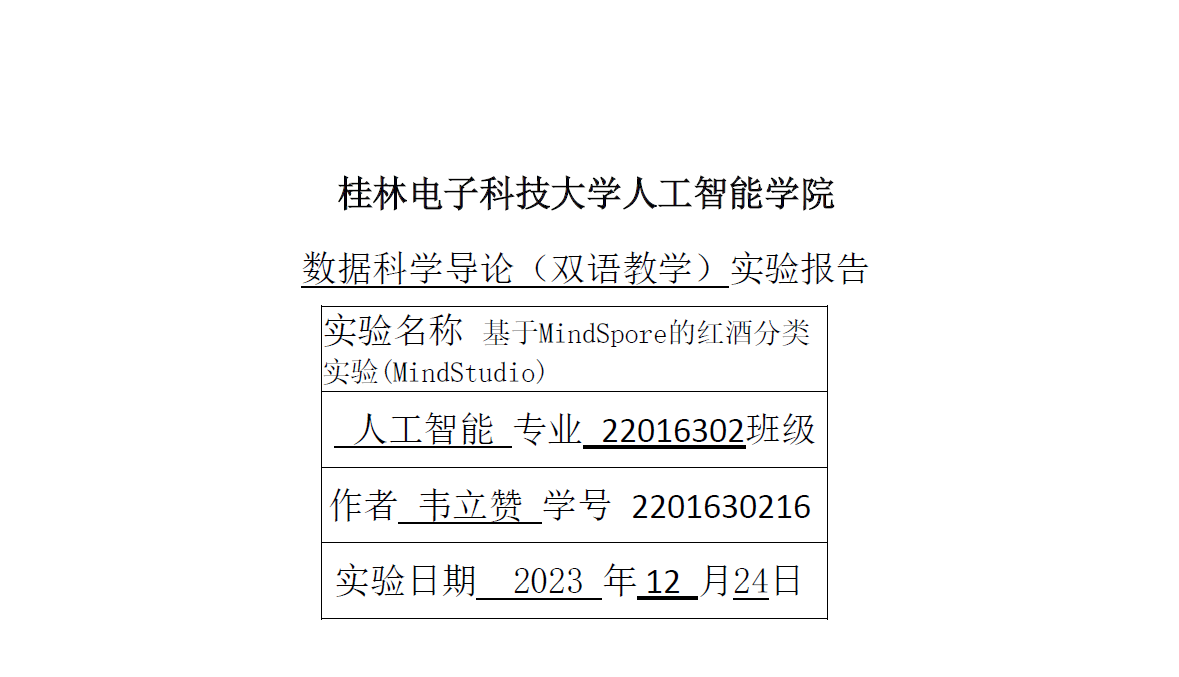 桂林电子科技大学人工智能学院
数据科学导论（双语教学）实验报告
实验名称 基于MindSpore的红酒分类
实验(MindStudio)
人工智能 专业 22016302班级
作者 韦立赞 学号 2201630216
实验日期 2023 年 12 月24日